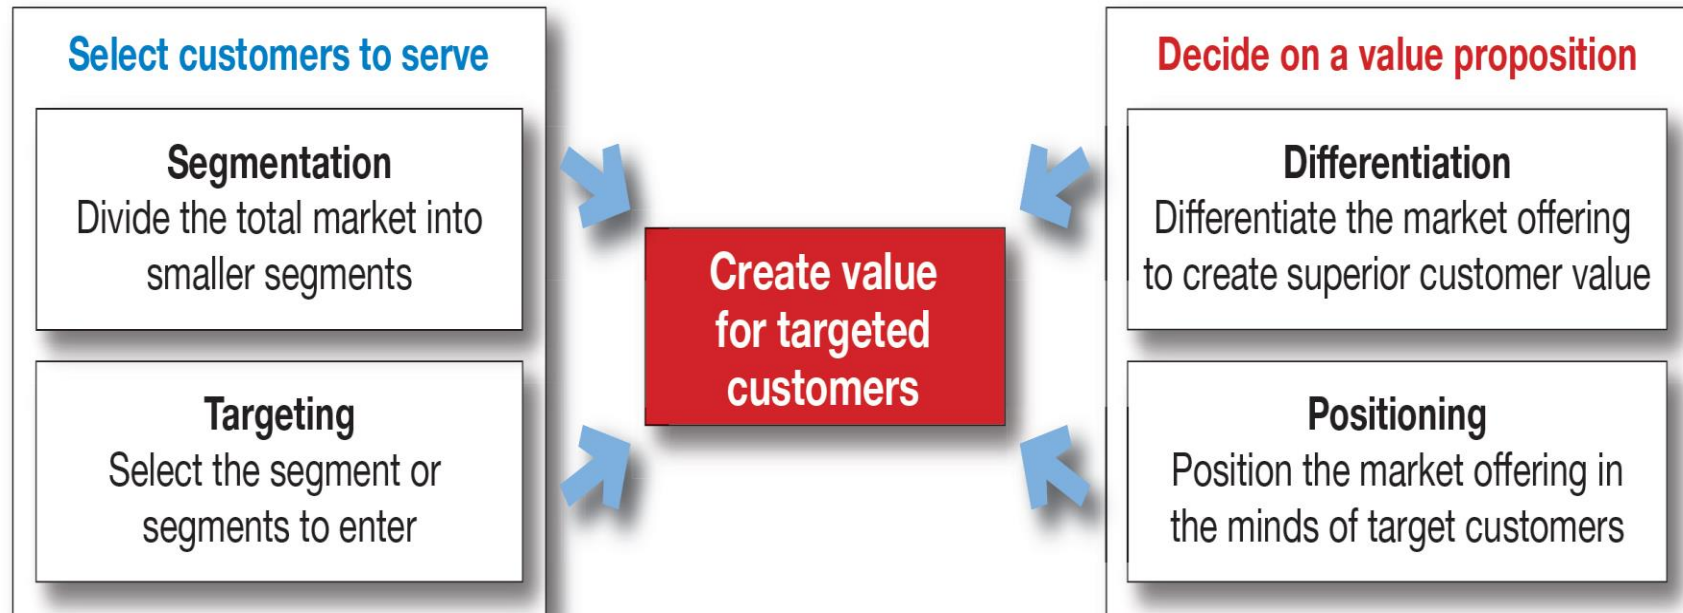 Select customers to serve
Segmentation
Divide the total market into
smaller segments
Targeting
Select the segment or
segments to enter
Create value
for targeted
customers
Decide on a value proposition
Differentiation
Differentiate the market offering
to create superior customer value
Positioning
Position the market offering in
the minds of target customers